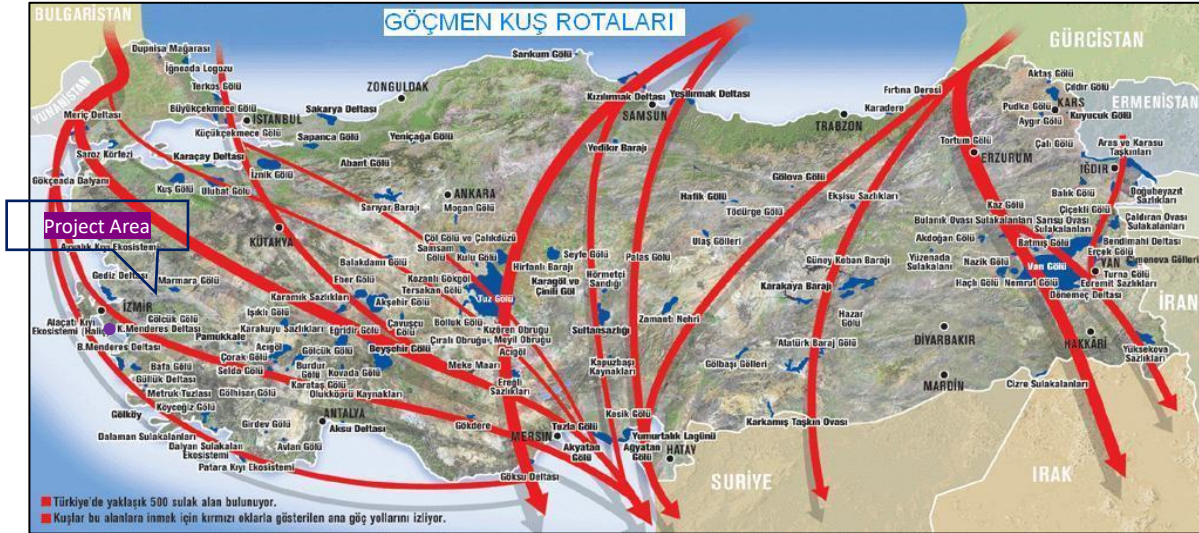 GÖÇMEN KUŞ ROTALARI
BULGARİSTAN
YUNANİSTAN
GÜRCİSTAN
ERMENİSTAN
İRAN
IRAK
SURİYE
Project Area
Dupnisa Mağarası
İğneada Logozu
Terkos Gölü
Büyükçekmece Gölü
İSTANBUL
Küçükçekmece Gölü
Meriç Deltası
Saroz Körfezi
Gökçeada Dalyanı
Karaçay Deltası
Kuş Gölü
Ulubat Gölü
İznik Gölü
Sapanca Gölü
Sakarya Deltası
ZONGULDAK
Yeniçağa Gölü
Abant Gölü
Sarıyar Barajı
ANKARA
Mogan Gölü
KÜTAHYA
Sarıkum Gölü
Kızılırmak Deltası
Yeşilırmak Deltası
SAMSUN
Yedikır Barajı
TRABZON
Karadere
Fırtına Deresi
Aktaş Gölü
Çıldır Gölü
Pudka Gölü
KARS
Kuyucuk Gölü
Aygır Gölü
Çalı Gölü
Tortum Gölü
ERZURUM
Aras ve Karasu
Taşkınları
IĞDIR
Doğubeyazıt
Sazlıkları
Balık Gölü
Çiçekli Gölü
Kaz Gölü
Bulanık Ovası Sulakalanları
Sarısu Ovası
Sulakalanları
Çaldıran Ovası
Sulakalanları
Akdoğan Gölü
Batmış Gölü
Bendimahi Deltası
Erçek Gölü
Yüzenada
Sulakalanı
Nazik Gölü
Van Gölü
VAN
Turna Gölü
Haçlı Gölü
Nemrut Gölü
Edremit Sazlıkları
Dönemeç Deltası
HAKKÂRİ
Yüksekova
Sazlıkları
Cizre Sulakalanları
MARDİN
DİYARBAKIR
Gölova Gölü
Ekşisu Sazlıkları
Hafik Gölü
Tödürge Gölü
Ulaş Gölleri
Güney Keban Barajı
Karakaya Barajı
Hazar
Gölü
Atatürk Baraj Gölü
Gölbaşı Gölleri
Karkamış Taşkın Ovası
Zamantı Nehri
Palas Gölü
Seyfe Gölü
Hirfanlı Barajı
Hörmetçi
Sazlığı
Karagöl ve
Çinili Göl
Sultansazlığı
Kapuzbaşı
Kaynakları
Çöl Gölü ve Çalıkdüzü
Samsam
Gölü
Kulu Gölü
Balakdamı Gölü
Kozanlı Gökgöl
Tersakan Gölü
Tuz Gölü
Eber Gölü
Akşehir
Gölü
Karamık Sazlıkları
Işıklı Gölü
Karakuyu Sazlıkları
Eğridir Gölü
Çavuşcu
Gölü
Bolluk Gölü
Kızören Obruğu
Çıralı Obruğu
Meyil Obruğu
Acıgöl
Beyşehir Gölü
Meke Maarı
Ereğli
Sazlıkları
Ayvalık Kıyı Ekosistemi
Gediz Deltası
Marmara Gölü
İZMİR
Alaçatı Kıyı
Ekosistemi (Haliç)
K.Menderes Deltası
Gölcük Gölü
Pamukkale
B.Menderes Deltası
Acıgöl
Çorak Gölü
Gölcük Gölü
Burdur
Gölü
Kovada Gölü
Salda Gölü
Karataş Gölü
Bafa Gölü
Güllük Deltası
Metruk Tuzlası
Gölhisar Gölü
Olukköprü Kaynakları
Köyceğiz Gölü
Gölköy
Girdev Gölü
ANTALYA
Aksu Deltası
Dalaman Sulakalanları
Dalyan Sulakalan
Ekosistemi
Avlan Gölü
Patara Kıyı Ekosistemi
Gökdere
MERSİN
Tuzla Gölü
Akyatan
Gölü
Göksu Deltası
Kesik Gölü
Yumurtalık Lagünü
Ağyatan
Gölü
HATAY
Türkiye'de yaklaşık 500 sulak alan bulunuyor.
Kuşlar bu alanlara inmek için kırmızı oklarla gösterilen ana göç yollarını izliyor.